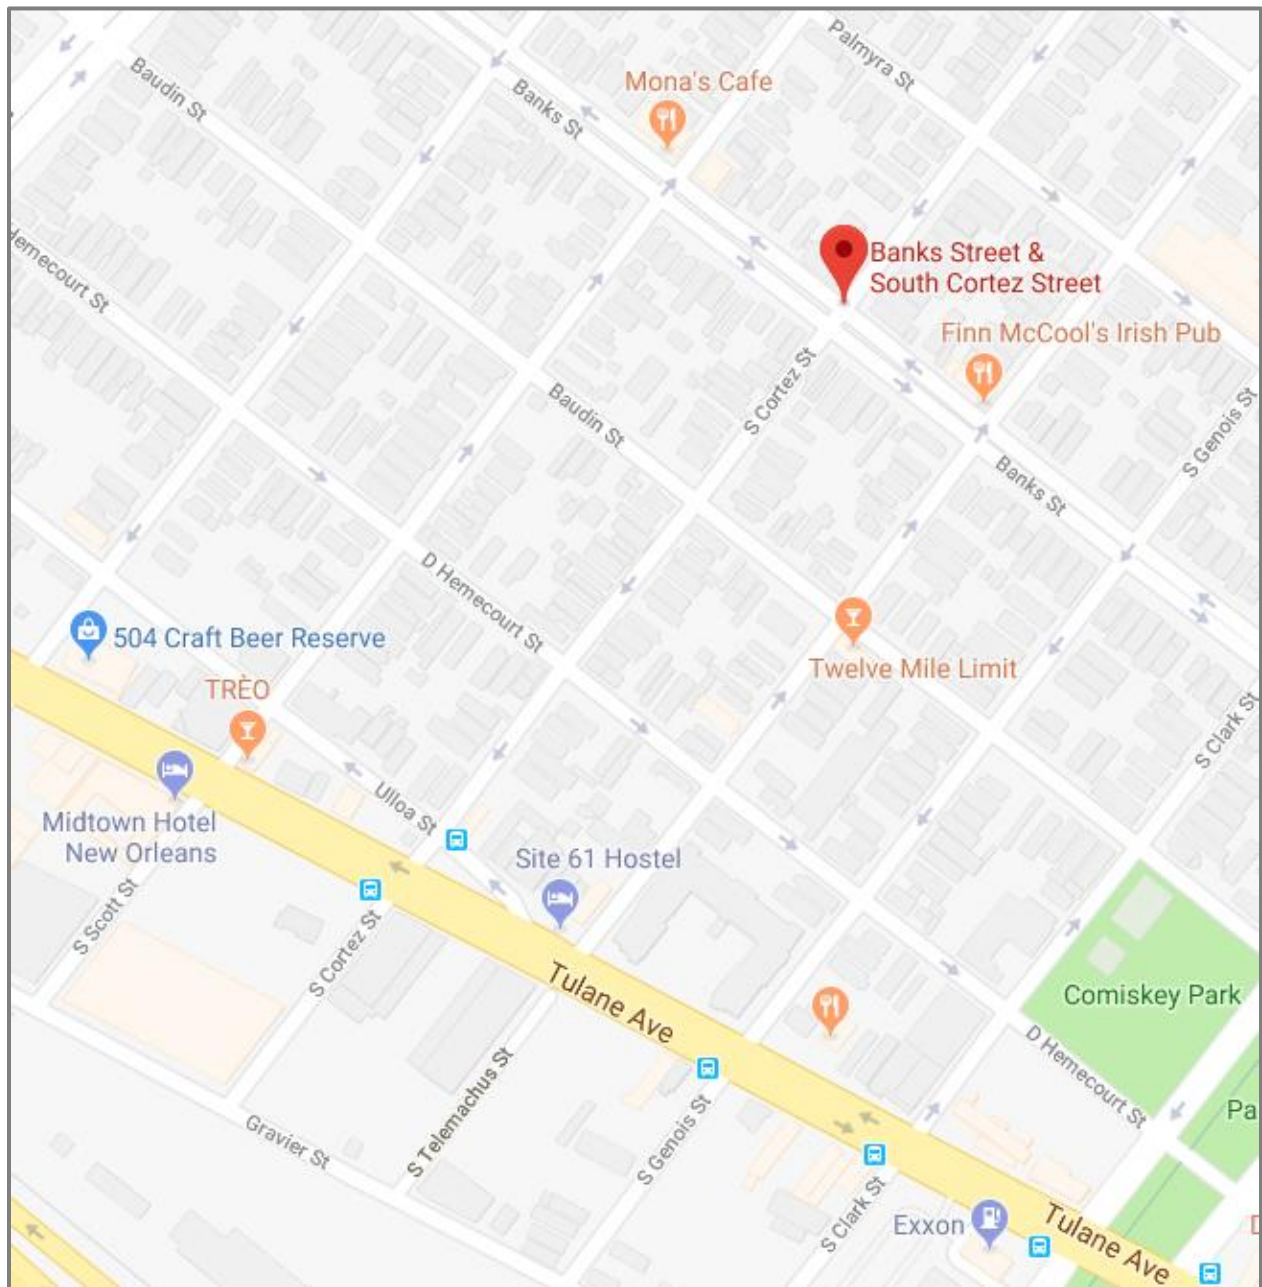 Palmyra St
Baudin St
Banks St
Mona's Cafe
Hemecourt St
Banks Street &
South Cortez Street
Finn McCool's Irish Pub
S Cortez St
Baudin St
S Genois St
Banks St
D Hemecourt St
504 Craft Beer Reserve
TRÈO
Twelve Mile Limit
S Clark St
Ulloa St
Midtown Hotel
New Orleans
Site 61 Hostel
S Scott St
S Cortez St
Tulane Ave
Comiskey Park
D Hemecourt St
S Telemachus St
S Genois St
Gravier St
Pa
S Clark St
Exxon
Tulane Ave